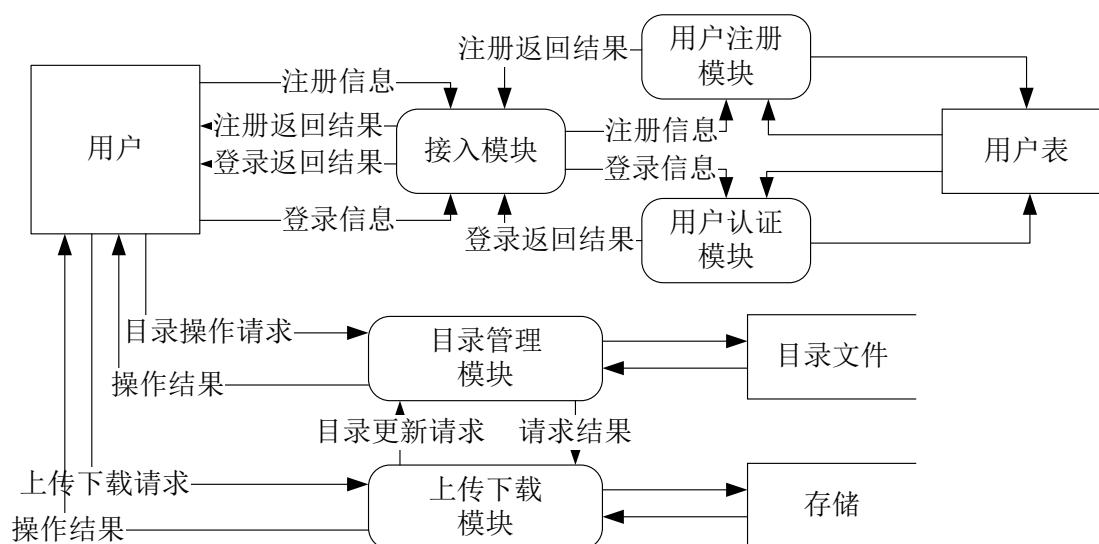 注册返回结果
用户注册
模块
注册信息
用户
注册返回结果
接入模块
注册信息
用户表
登录返回结果
登录信息
登录信息
登录返回结果
用户认证
模块
目录操作请求
目录管理
模块
目录文件
操作结果
目录更新请求
请求结果
上传下载请求
上传下载
模块
存储
操作结果